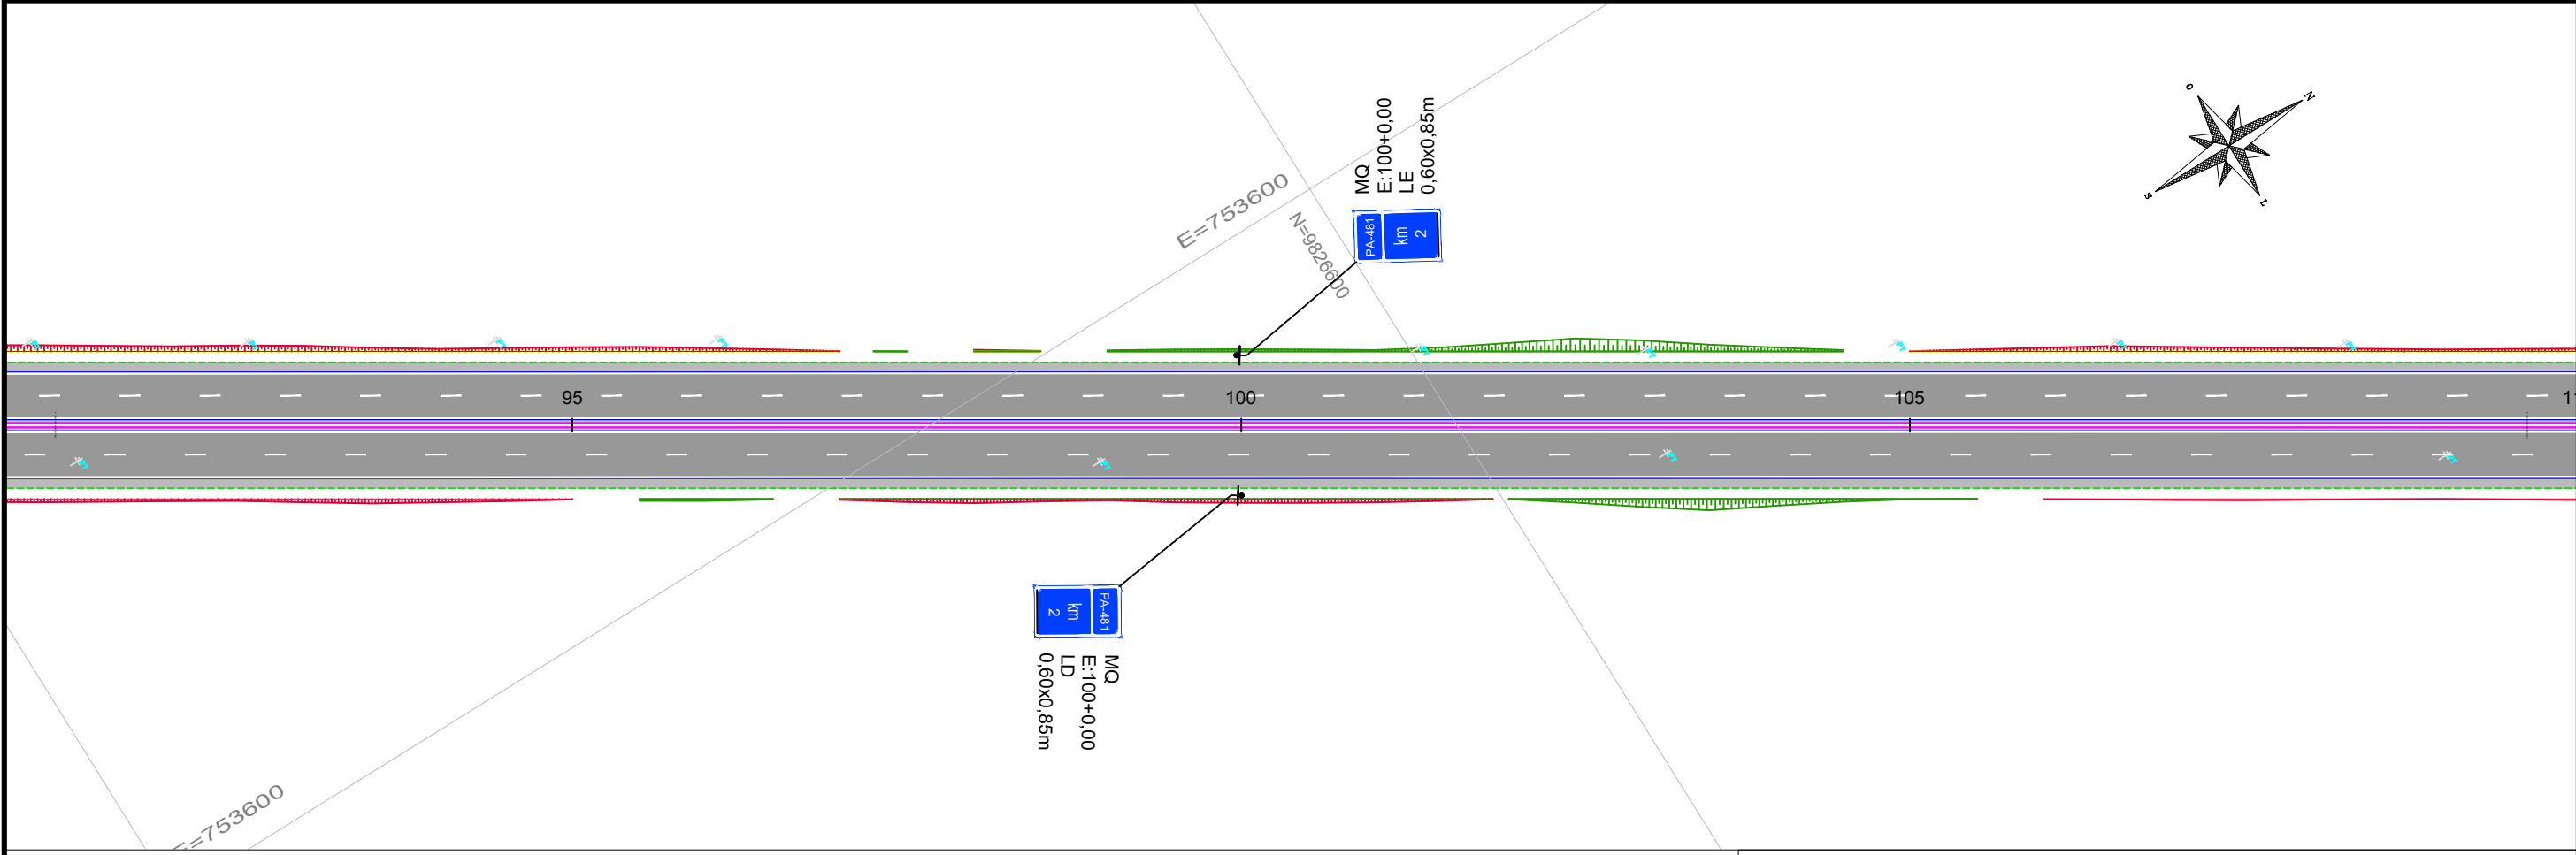 MQ
E:100+0,00
LE
0,60x0,85m
PA-481
km
2
E=753600
N=9826600
O
N
S
L
95
100
105
PA-481
km
2
MQ
E:100+0,00
LD
0,60x0,85m
E=753600